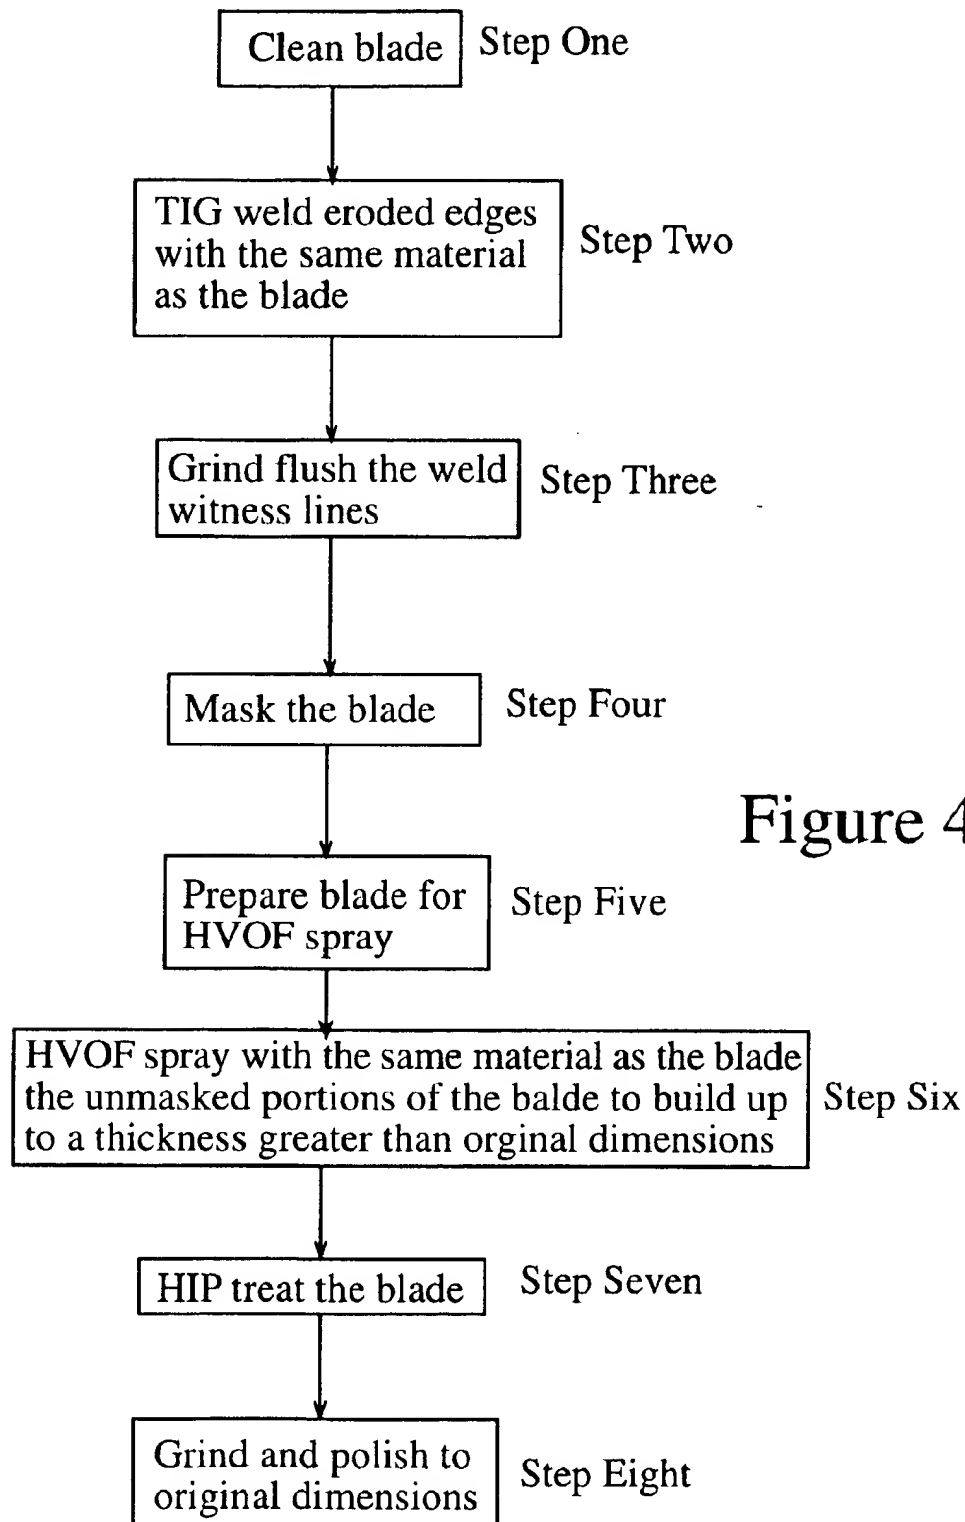 Clean blade
Step One
TIG weld eroded edges
with the same material
as the blade
Step Two
Grind flush the weld
witness lines
Step Three
Mask the blade
Step Four
Figure 4
Prepare blade for
HVOF spray
Step Five
HVOF spray with the same material as the blade
the unmasked portions of the balde to build up
to a thickness greater than orginal dimensions
Step Six
HIP treat the blade
Step Seven
Grind and polish to
original dimensions
Step Eight